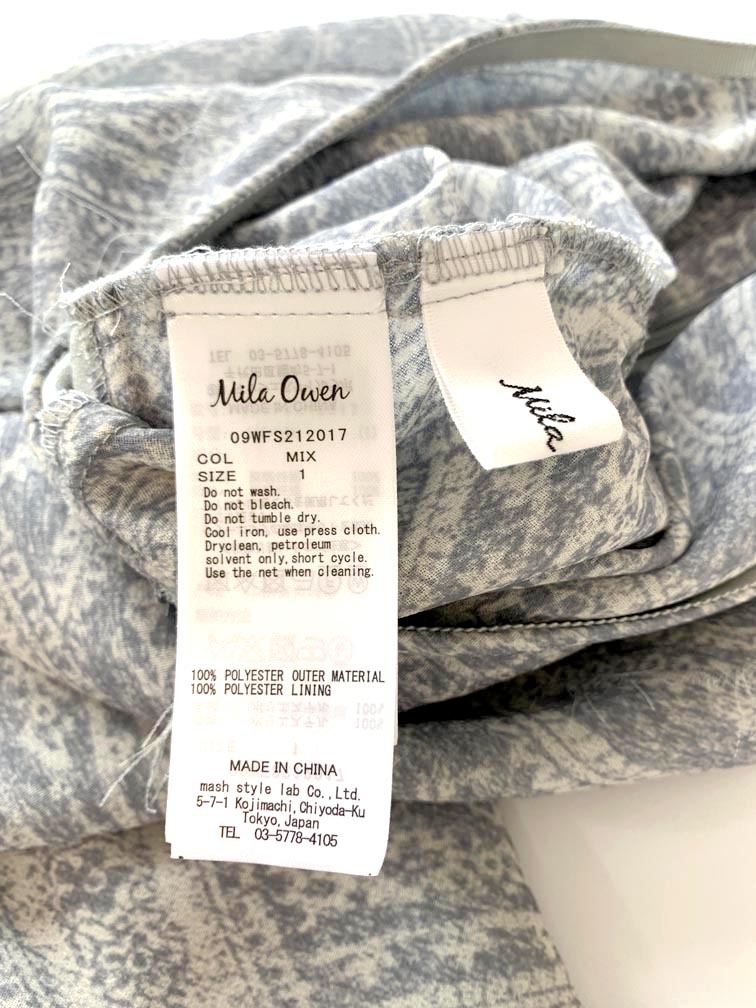 Mila Owen
09WFS212017
COL MIX
SIZE 1
Do not wash.
Do not bleach.
Do not tumble dry.
Cool iron, use press cloth.
Dryclean, petroleum
solvent only, short cycle.
Use the net when cleaning.
100% POLYESTER OUTER MATERIAL
100% POLYESTER LINING
MADE IN CHINA
mash style lab Co., Ltd.
5-7-1 Kojimachi, Chiyoda-Ku
Tokyo, Japan
TEL 03-5778-4105
Mila